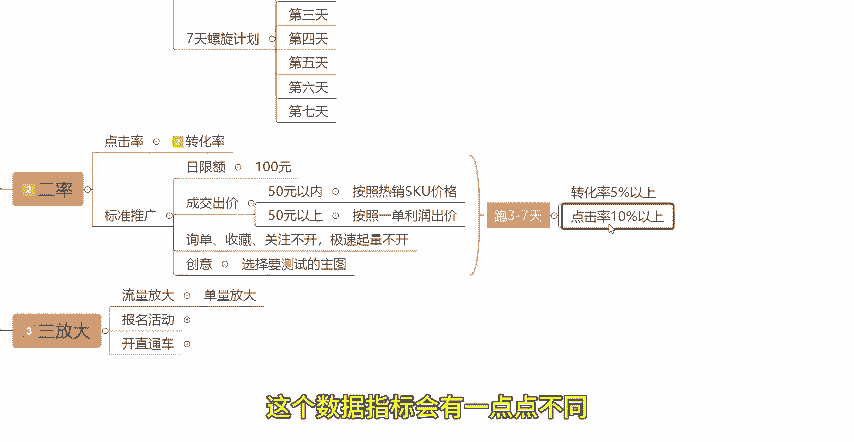 第三天
7天螺旋计划
第四天
第五天
第六天
第七天
点击率
转化率
二率
标准推广
日限额
100元
成交出价
50元以内
按照热销SKU价格
50元以上
按照一单利润出价
询单、收藏、关注不开，极速起量不开
创意
选择要测试的主图
跑3-7天
转化率5%以上
点击率10%以上
三放大
流量放大
单量放大
报名活动
开直通车
这个数据指标会有一点点不同